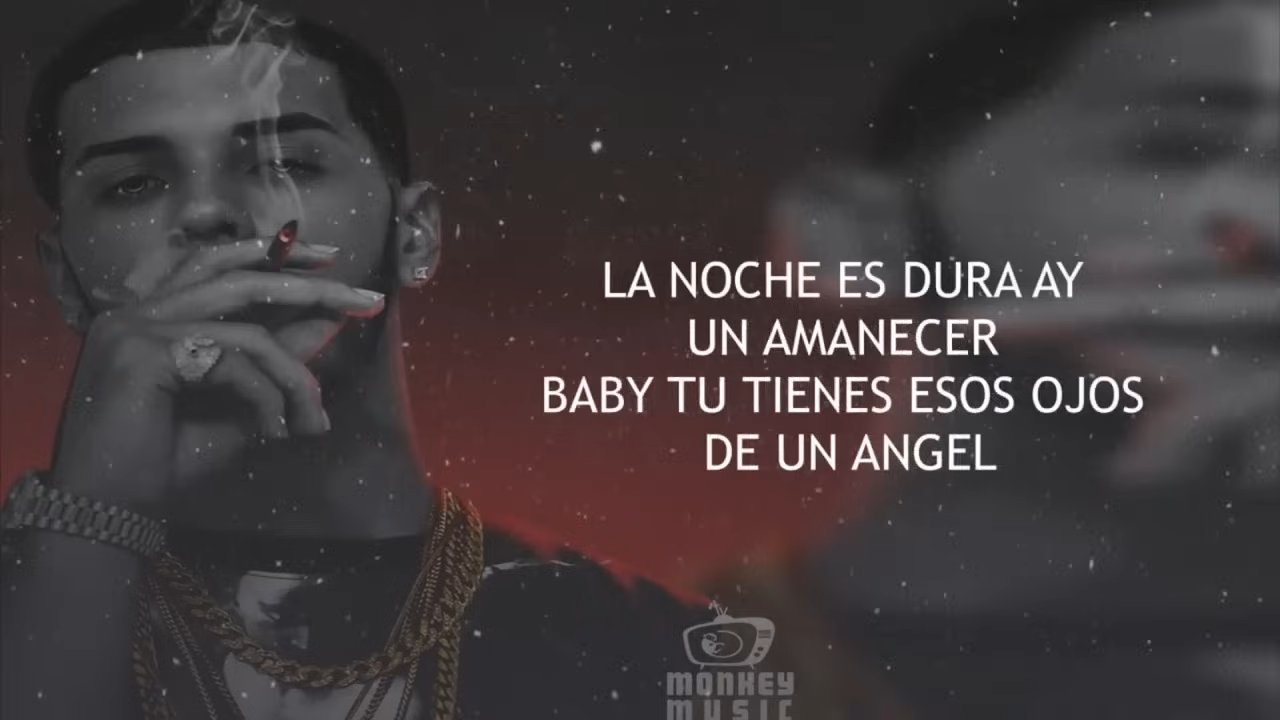 LA NOCHE ES DURA AY
UN AMANECER
BABY TU TIENES ESOS OJOS
DE UN ANGEL
MONKEY
MUSIC